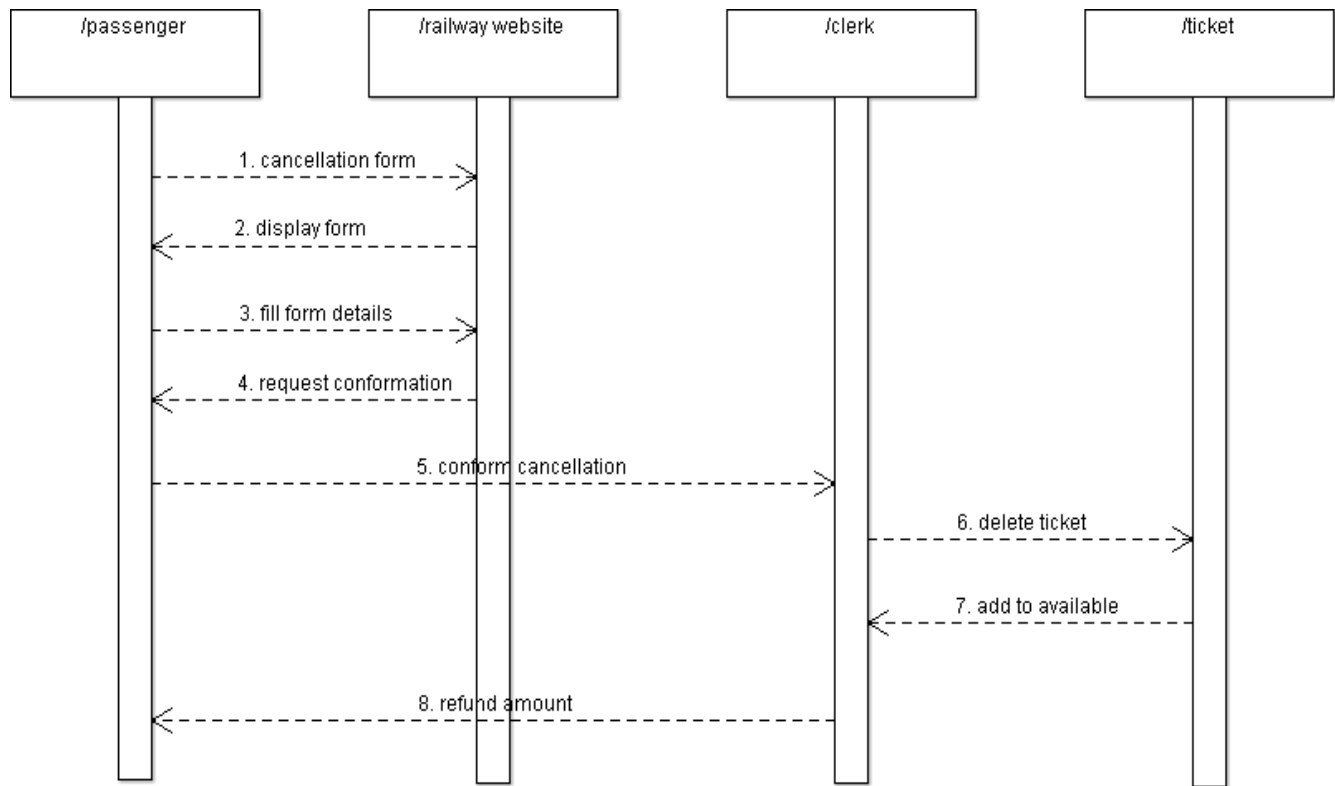 /passenger
/railway website
/clerk
/ticket
1. cancellation form
2. display form
3. fill form details
4. request conformation
5. conform cancellation
6. delete ticket
7. add to available
8. refund amount